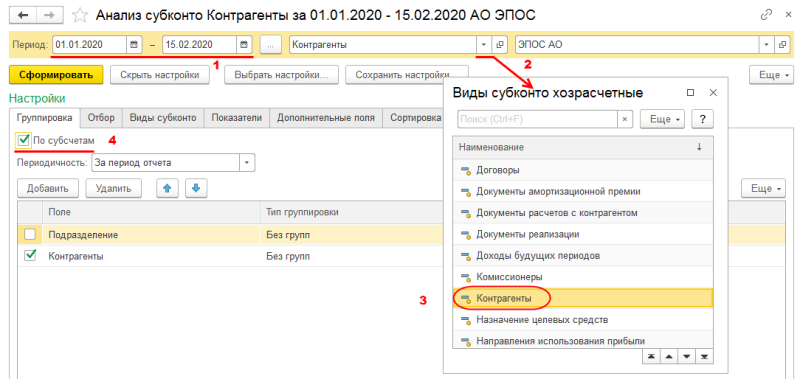 Анализ субконто Контрагенты за 01.01.2020 - 15.02.2020 АО ЭПОС
Период: 01.01.2020 – 15.02.2020 ... Контрагенты ЭПОС АО
1 2
Сформировать Скрыть настройки Выбрать настройки... Сохранить настройки... Еще
Настройки
Группировка Отбор Виды субконто Показатели Дополнительные поля Сортировка
По субсчетам 4
Периодичность: За период отчета
Добавить Удалить Еще
Поле Тип группировки
Подразделение Без групп
Контрагенты Без групп
Виды субконто хозрасчетные
Поиск (Ctrl+F) × Еще ?
Наименование ↓
Договоры
Документы амортизационной премии
Документы расчетов с контрагентом
Документы реализации
Доходы будущих периодов
Комиссионеры
3 Контрагенты
Назначение целевых средств
Направления использования прибыли